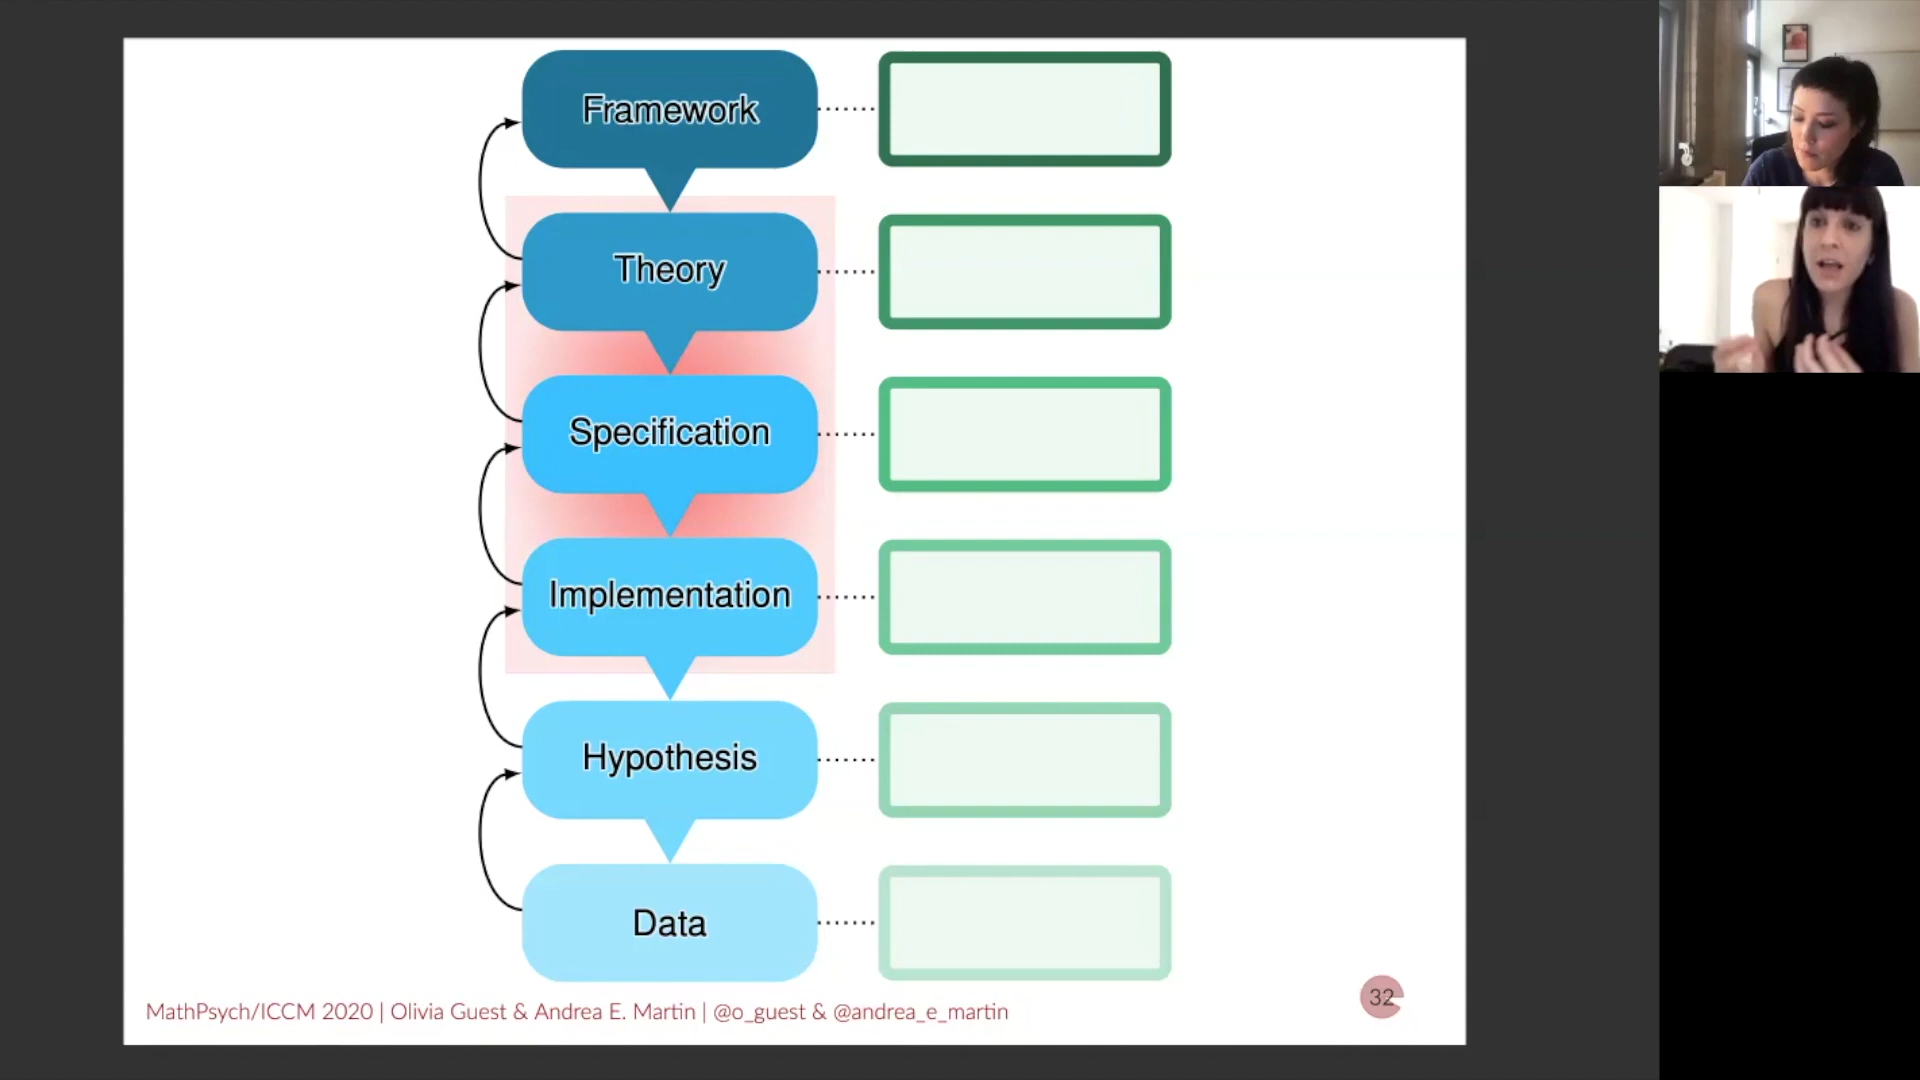 Framework
Theory
Specification
Implementation
Hypothesis
Data
MathPsych/ICCM 2020 | Olivia Guest & Andrea E. Martin | @o_guest & @andrea_e_martin
32